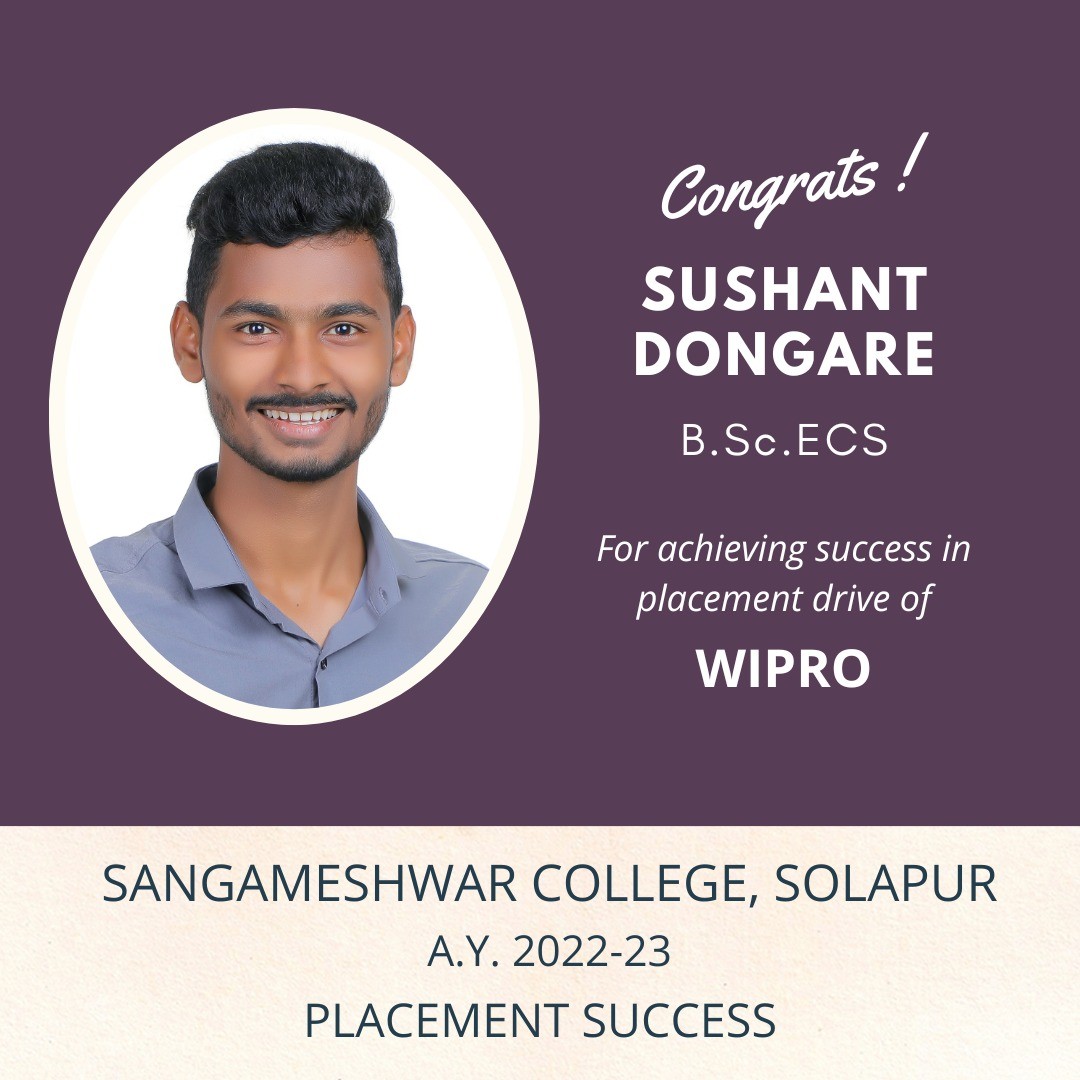 Congrats !
SUSHANT
DONGARE
B.Sc.ECS
For achieving success in
placement drive of
WIPRO
SANGAMESHWAR COLLEGE, SOLAPUR
A.Y. 2022-23
PLACEMENT SUCCESS